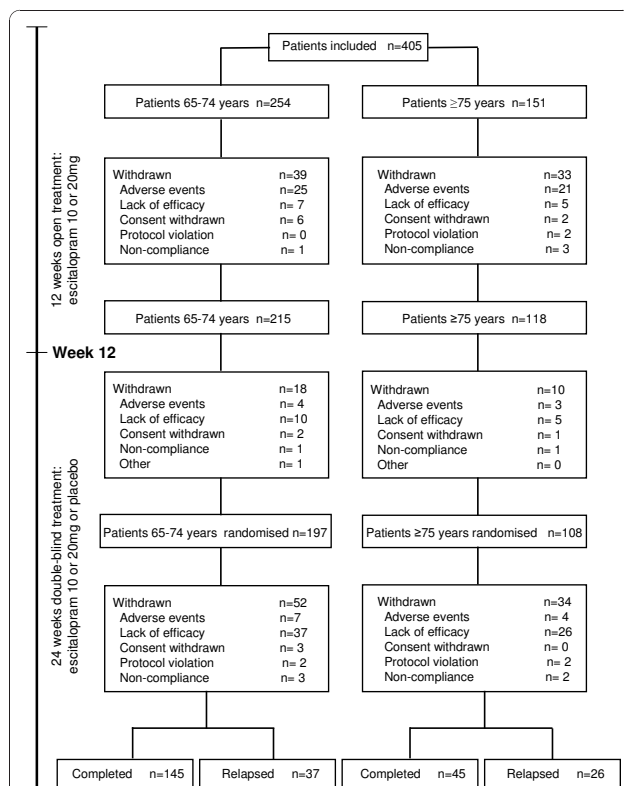 Patients included n=405
Patients 65-74 years n=254
Patients ≥75 years n=151
12 weeks open treatment:
escitalopram 10 or 20mg
Withdrawn n=39
Adverse events n=25
Lack of efficacy n= 7
Consent withdrawn n= 6
Protocol violation n= 0
Non-compliance n= 1
Withdrawn n=33
Adverse events n=21
Lack of efficacy n= 5
Consent withdrawn n= 2
Protocol violation n= 2
Non-compliance n= 3
Patients 65-74 years n=215
Patients ≥75 years n=118
Week 12
24 weeks double-blind treatment:
escitalopram 10 or 20mg or placebo
Withdrawn n=18
Adverse events n= 4
Lack of efficacy n=10
Consent withdrawn n= 2
Non-compliance n= 1
Other n= 1
Withdrawn n=10
Adverse events n= 3
Lack of efficacy n= 5
Consent withdrawn n= 1
Non-compliance n= 1
Other n= 0
Patients 65-74 years randomised n=197
Patients ≥75 years randomised n=108
Withdrawn n=52
Adverse events n=7
Lack of efficacy n=37
Consent withdrawn n= 3
Protocol violation n= 2
Non-compliance n= 3
Withdrawn n=34
Adverse events n= 4
Lack of efficacy n=26
Consent withdrawn n= 0
Protocol violation n= 2
Non-compliance n= 2
Completed n=145
Relapsed n=37
Completed n=45
Relapsed n=26